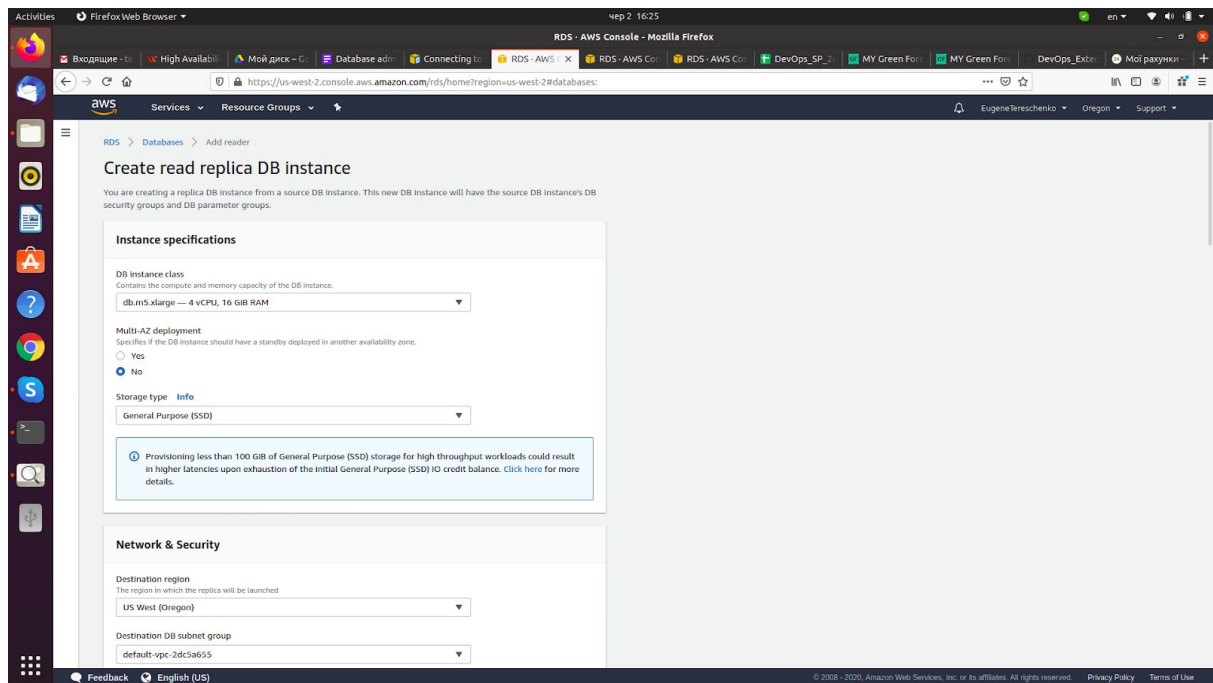 Activities
Firefox Web Browser
чер 2 16:25
en
RDS · AWS Console - Mozilla Firefox
Входящие - te
High Availabili
Мой диск – Go
Database adm
Connecting to
RDS · AWS C
RDS · AWS Con
RDS · AWS Con
DevOps_SP_2
MY Green Fore
MY Green Fore
DevOps_Exter
Мої рахунки –
https://us-west-2.console.aws.amazon.com/rds/home?region=us-west-2#databases:
aws
Services
Resource Groups
EugeneTereschenko
Oregon
Support
RDS > Databases > Add reader
Create read replica DB instance
You are creating a replica DB instance from a source DB instance. This new DB instance will have the source DB instance's DB
security groups and DB parameter groups.
Instance specifications
DB instance class
Contains the compute and memory capacity of the DB instance.
db.m5.xlarge — 4 vCPU, 16 GiB RAM
Multi-AZ deployment
Specifies if the DB instance should have a standby deployed in another availability zone.
Yes
No
Storage type Info
General Purpose (SSD)
Provisioning less than 100 GiB of General Purpose (SSD) storage for high throughput workloads could result
in higher latencies upon exhaustion of the initial General Purpose (SSD) IO credit balance. Click here for more
details.
Network & Security
Destination region
The region in which the replica will be launched
US West (Oregon)
Destination DB subnet group
default-vpc-2dc5a655
Feedback
English (US)
© 2008 - 2020, Amazon Web Services, Inc. or its affiliates. All rights reserved.
Privacy Policy
Terms of Use